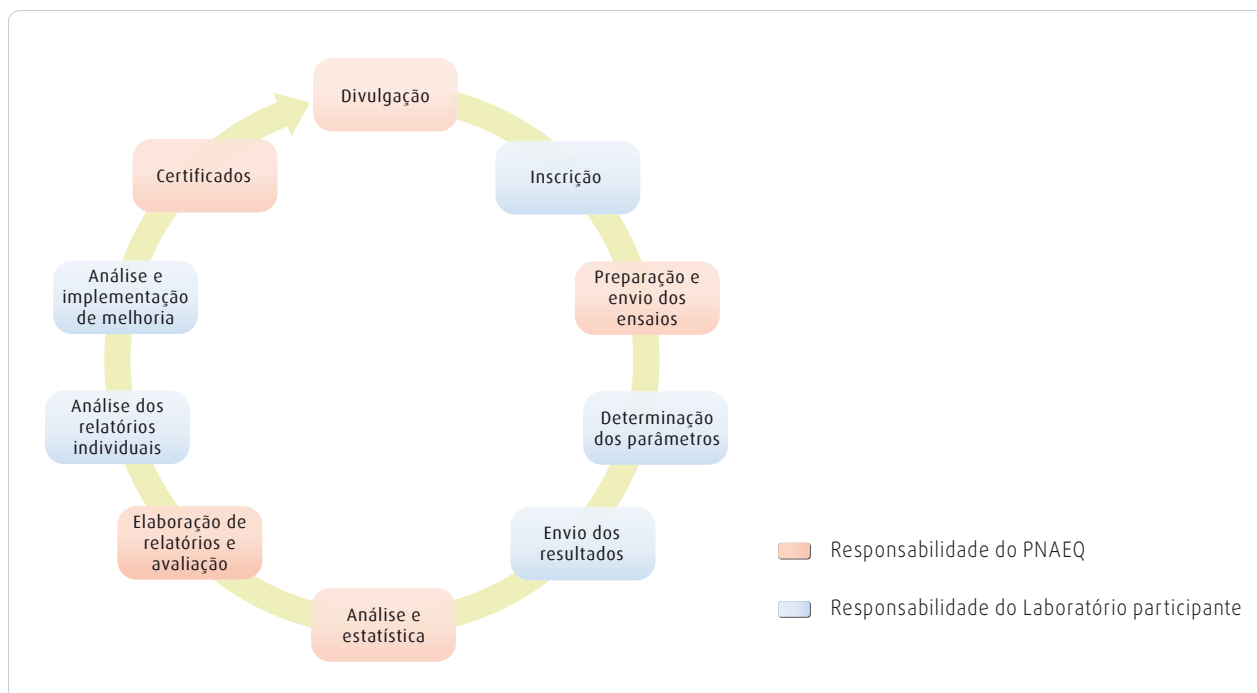 Divulgação
Inscrição
Preparação e
envio dos
ensaios
Determinação
dos parâmetros
Envio dos
resultados
Análise e
estatística
Elaboração de
relatórios e
avaliação
Análise dos
relatórios
individuais
Análise e
implementação
de melhoria
Certificados
Responsabilidade do PNAEQ
Responsabilidade do Laboratório participante